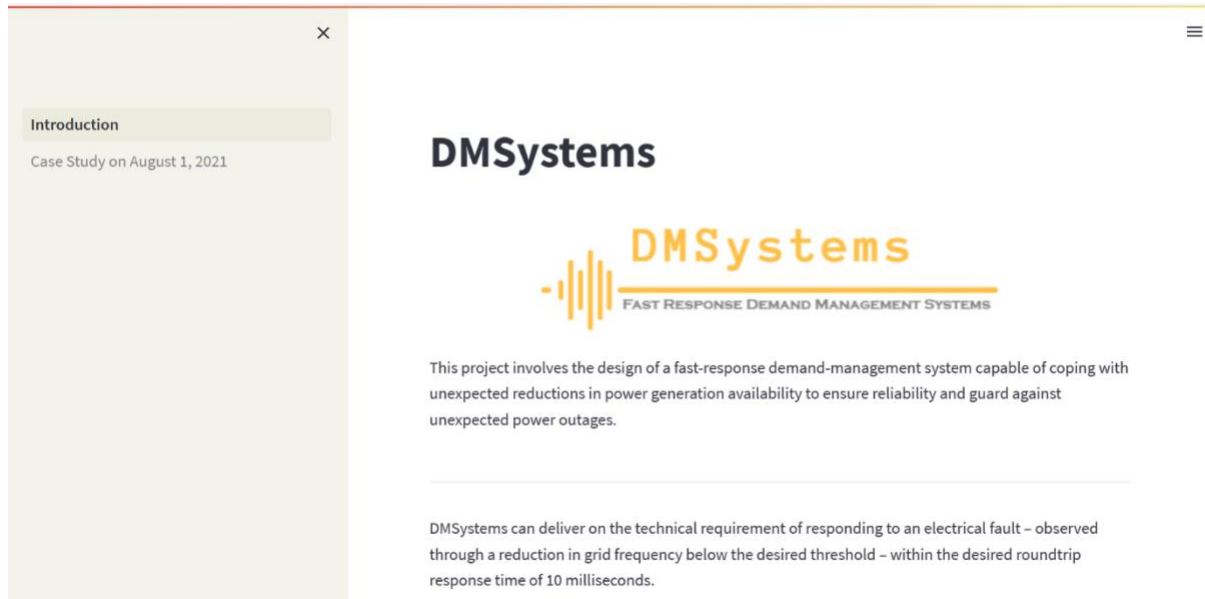 Introduction
Case Study on August 1, 2021
DMSystems
DMSystems
FAST RESPONSE DEMAND MANAGEMENT SYSTEMS
This project involves the design of a fast-response demand-management system capable of coping with
unexpected reductions in power generation availability to ensure reliability and guard against
unexpected power outages.
DMSystems can deliver on the technical requirement of responding to an electrical fault – observed
through a reduction in grid frequency below the desired threshold – within the desired roundtrip
response time of 10 milliseconds.